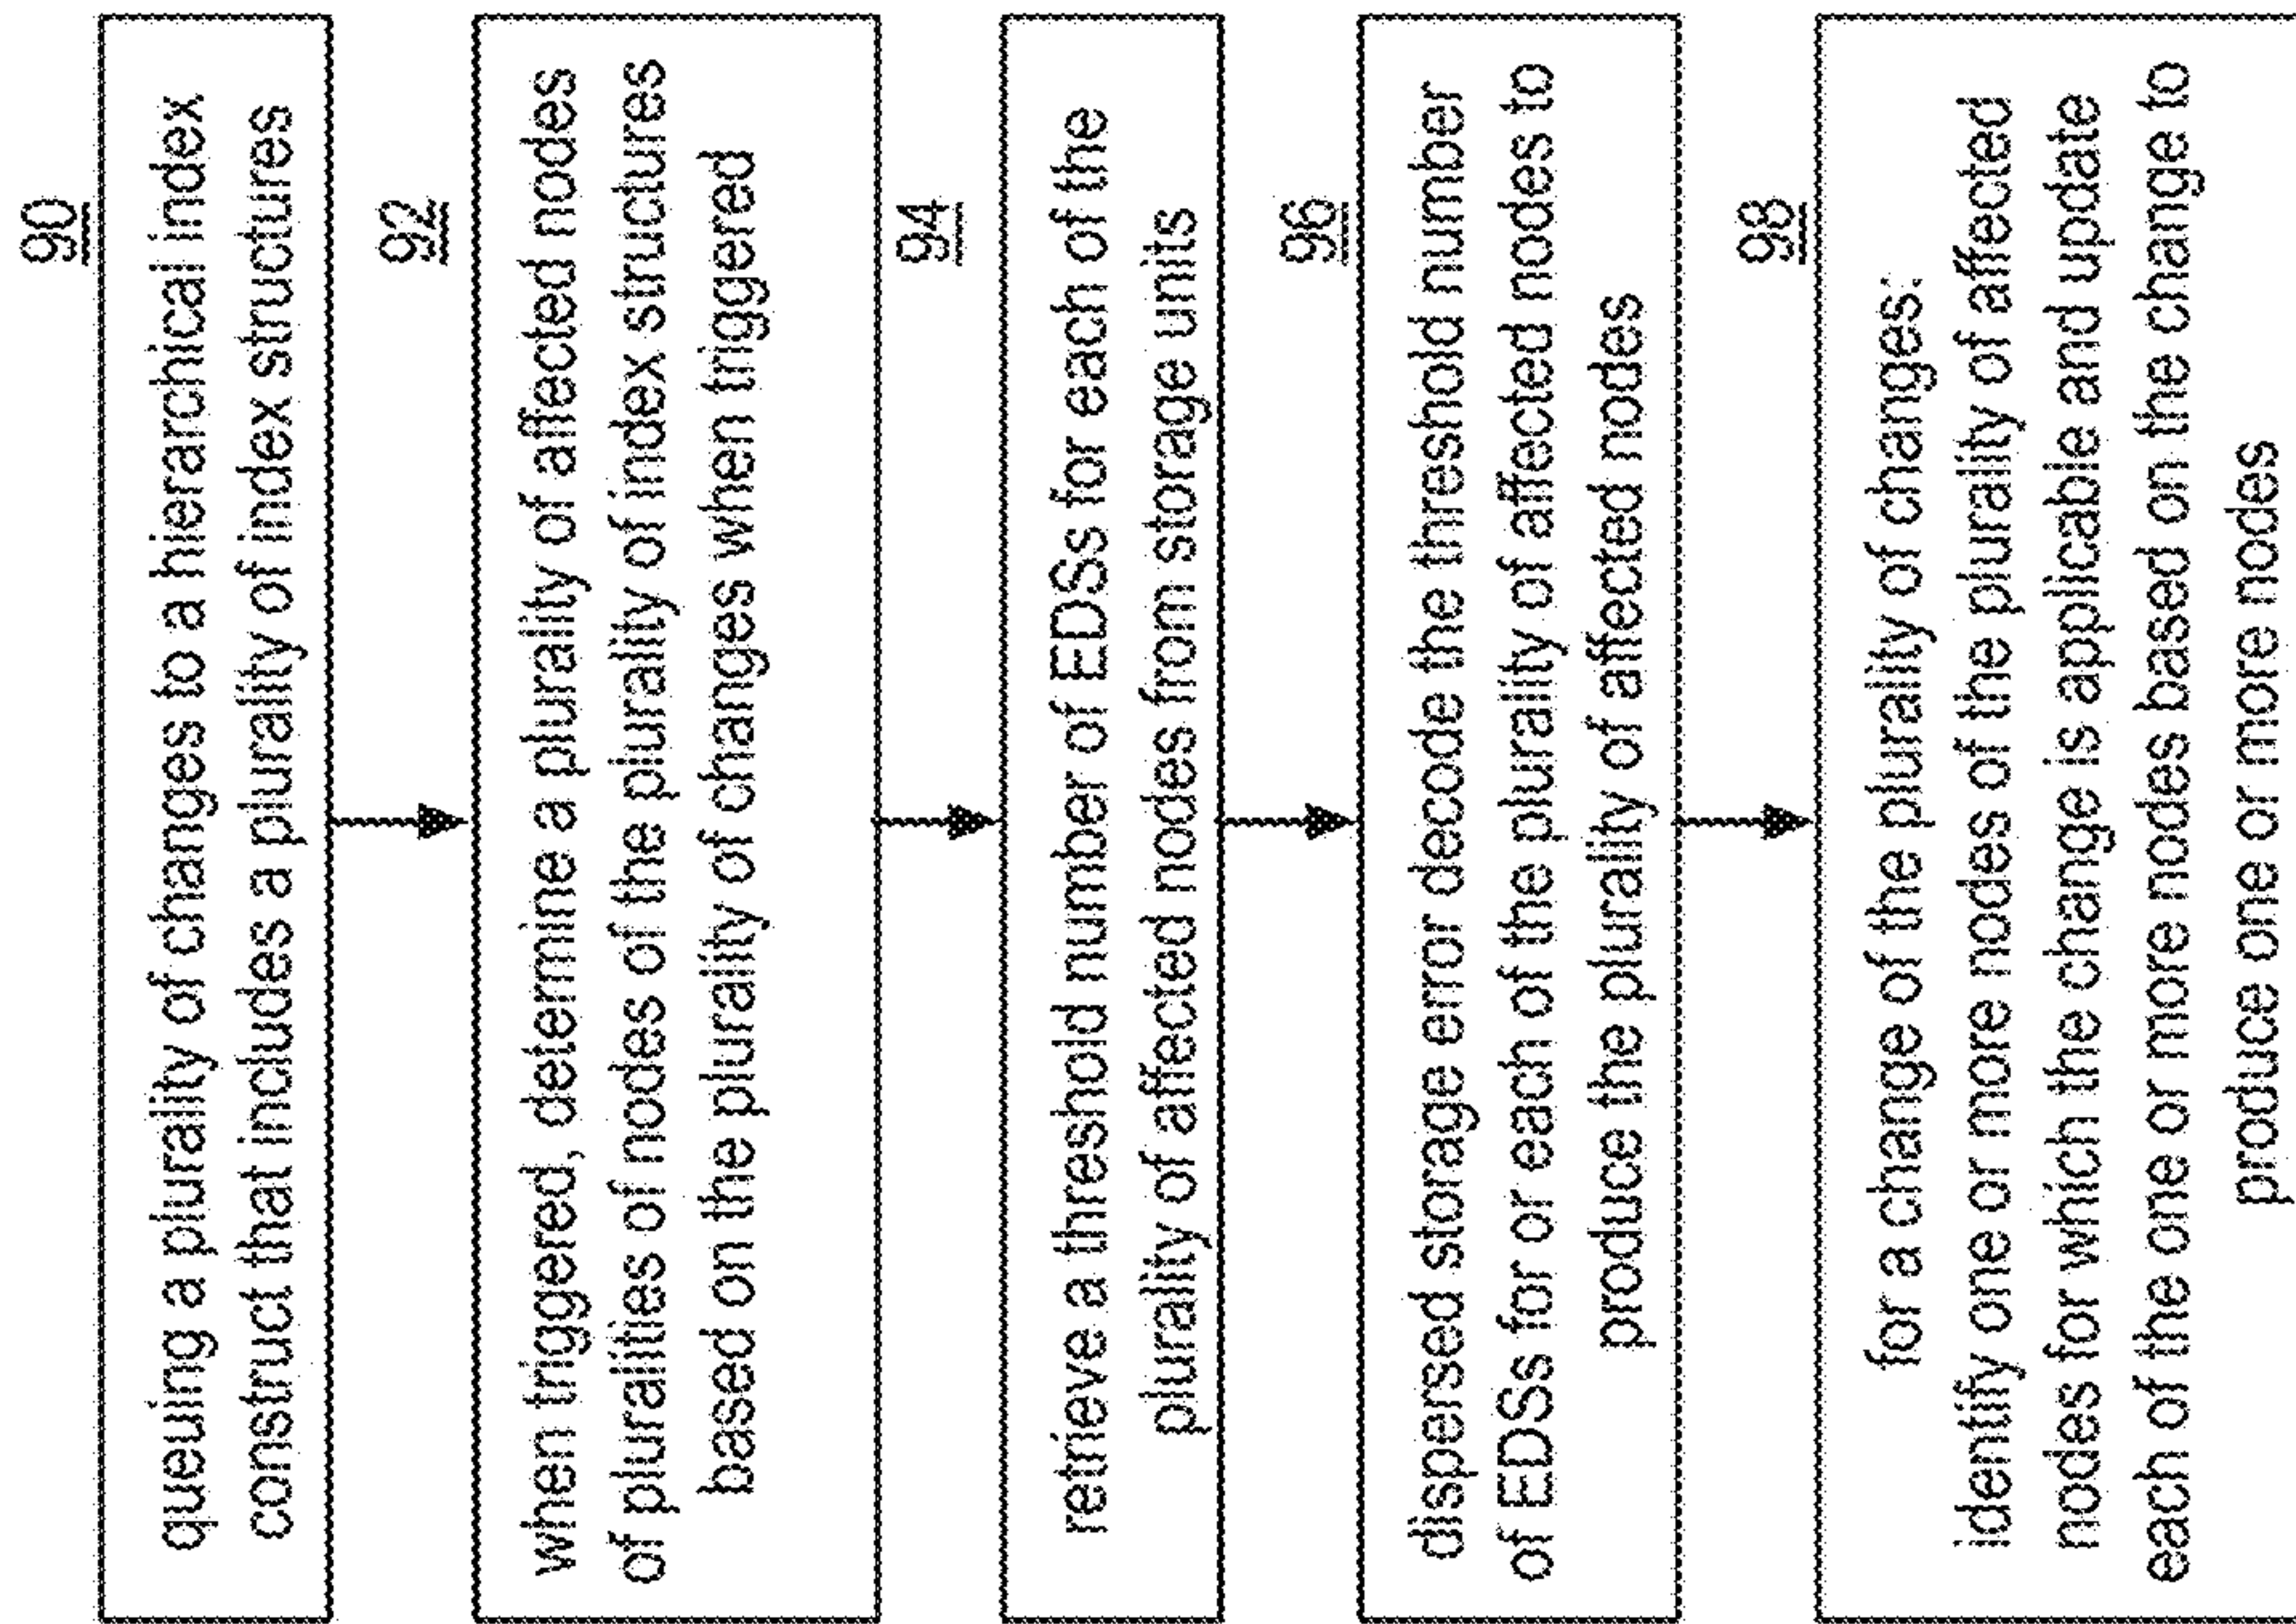 90
queuing a plurality of changes to a hierarchical index
construct that includes a plurality of index structures
92
when triggered, determine a plurality of affected nodes
of pluralities of nodes of the plurality of index structures
based on the plurality of changes when triggered
94
retrieve a threshold number of EDSs for each of the
plurality of affected nodes from storage units
96
dispersed storage error decode the threshold number
of EDSs for or each of the plurality of affected nodes to
produce the plurality of affected nodes
98
for a change of the plurality of changes:
identify one or more nodes of the plurality of affected
nodes for which the change is applicable and update
each of the one or more nodes based on the change to
produce one or more nodes